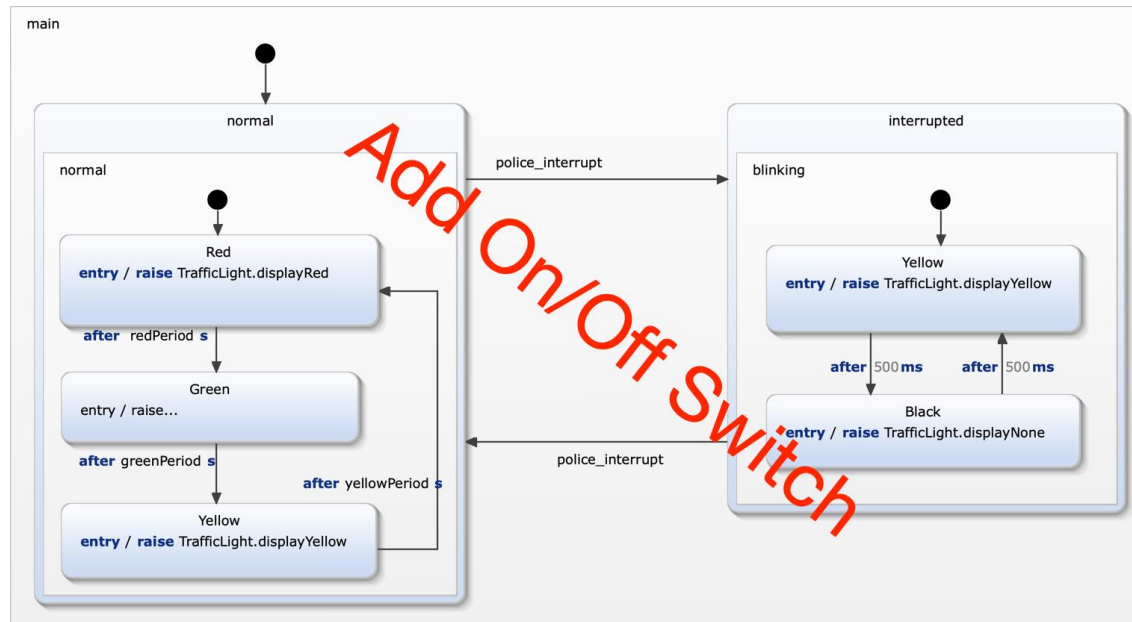 main
normal
normal
Red
entry / raise TrafficLight.displayRed
after redPeriod s
Green
entry / raise...
after greenPeriod s
after yellowPeriod s
Yellow
entry / raise TrafficLight.displayYellow
police_interrupt
police_interrupt
interrupted
blinking
Yellow
entry / raise TrafficLight.displayYellow
after 500 ms
after 500 ms
Black
entry / raise TrafficLight.displayNone
Add On/Off Switch